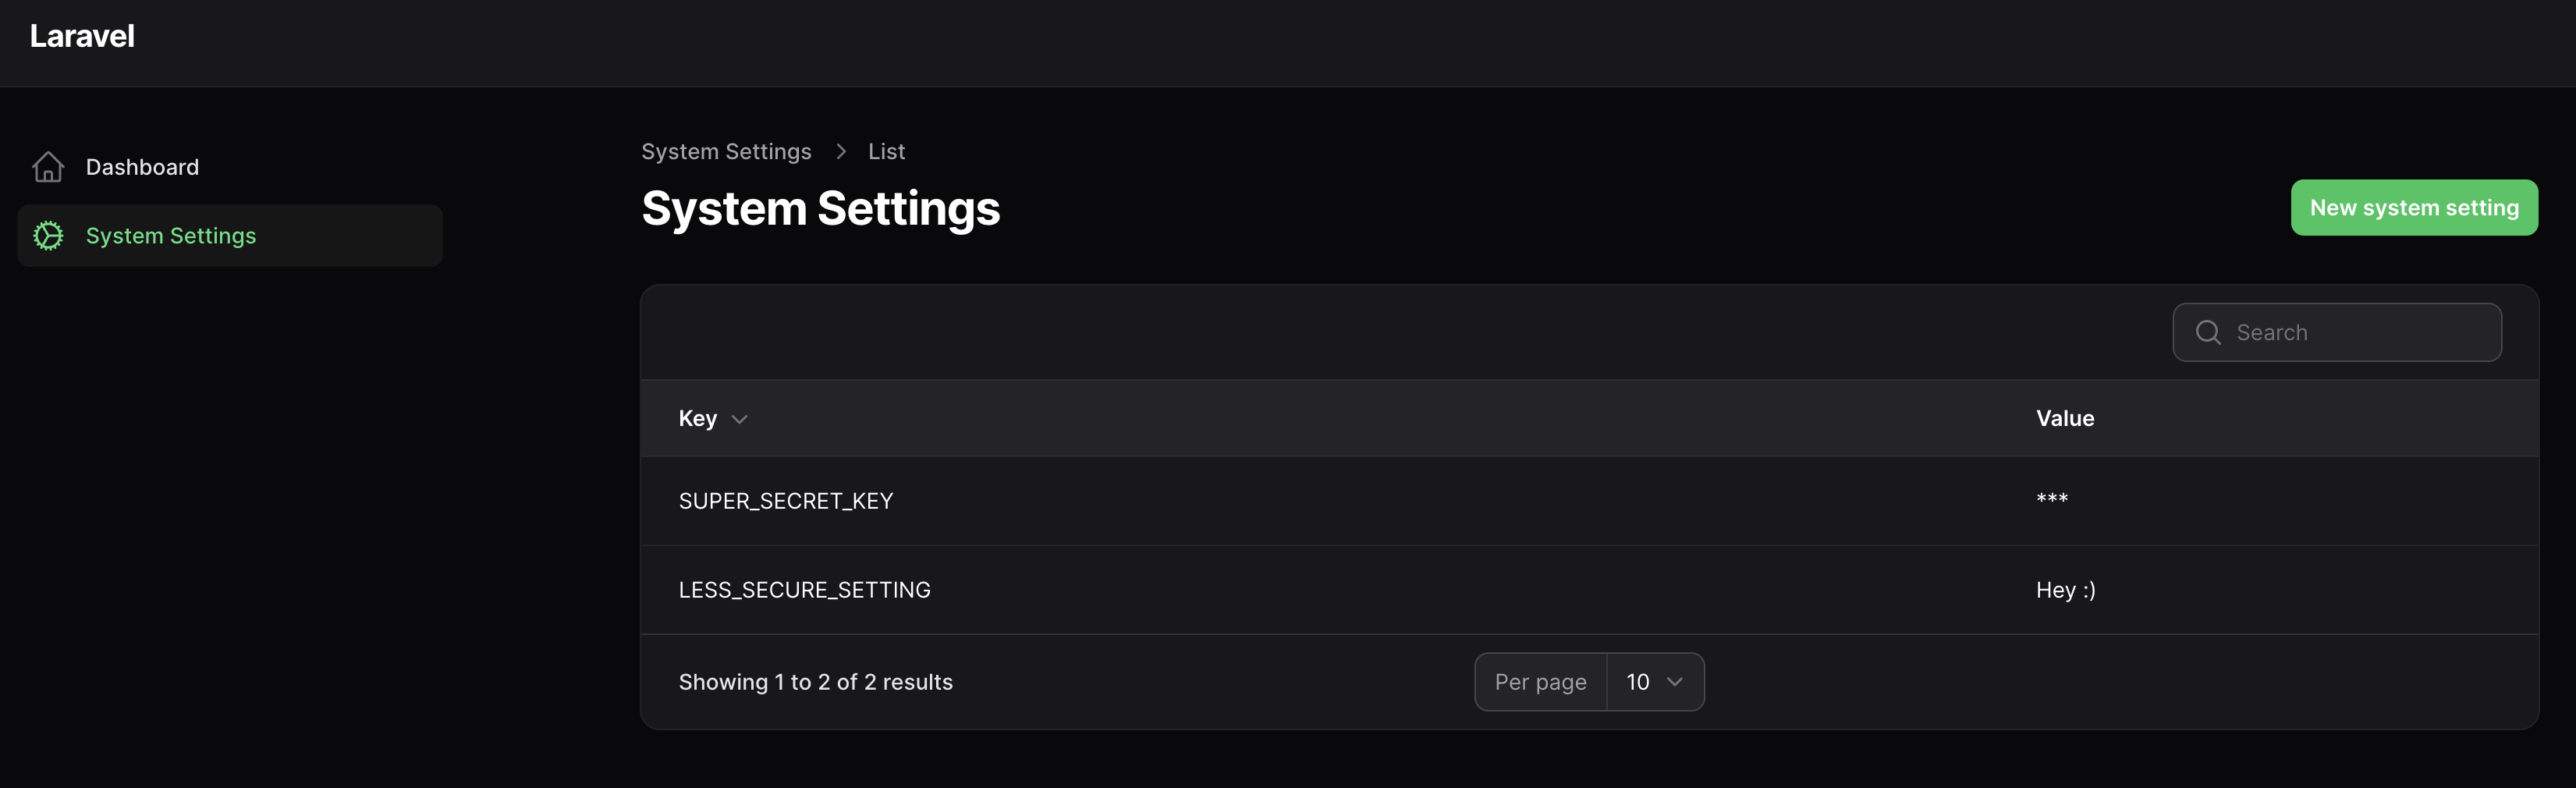 Laravel
Dashboard
System Settings
System Settings > List
System Settings
New system setting
Search
Key Value
SUPER_SECRET_KEY ***
LESS_SECURE_SETTING Hey :)
Showing 1 to 2 of 2 results Per page 10